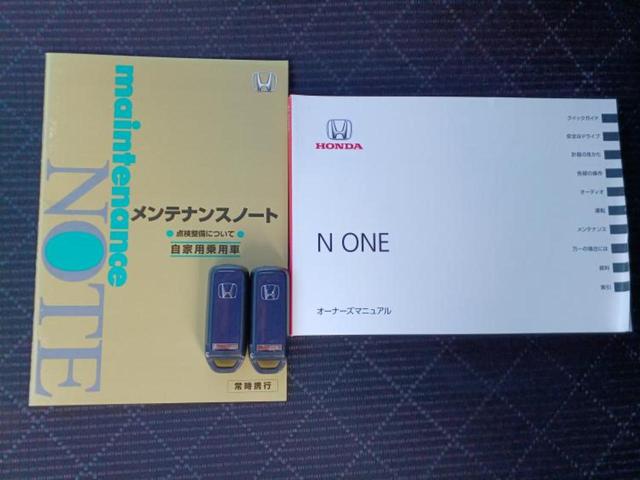 maintenance
NOTE
メンテナンスノート
点検整備について
自家用乗用車
常時携行
HONDA
N ONE
オーナーズマニュアル
クイックガイド
安全なドライブ
計器の見かた
各部の操作
オーディオ
運転
メンテナンス
万一の場合には
資料
索引